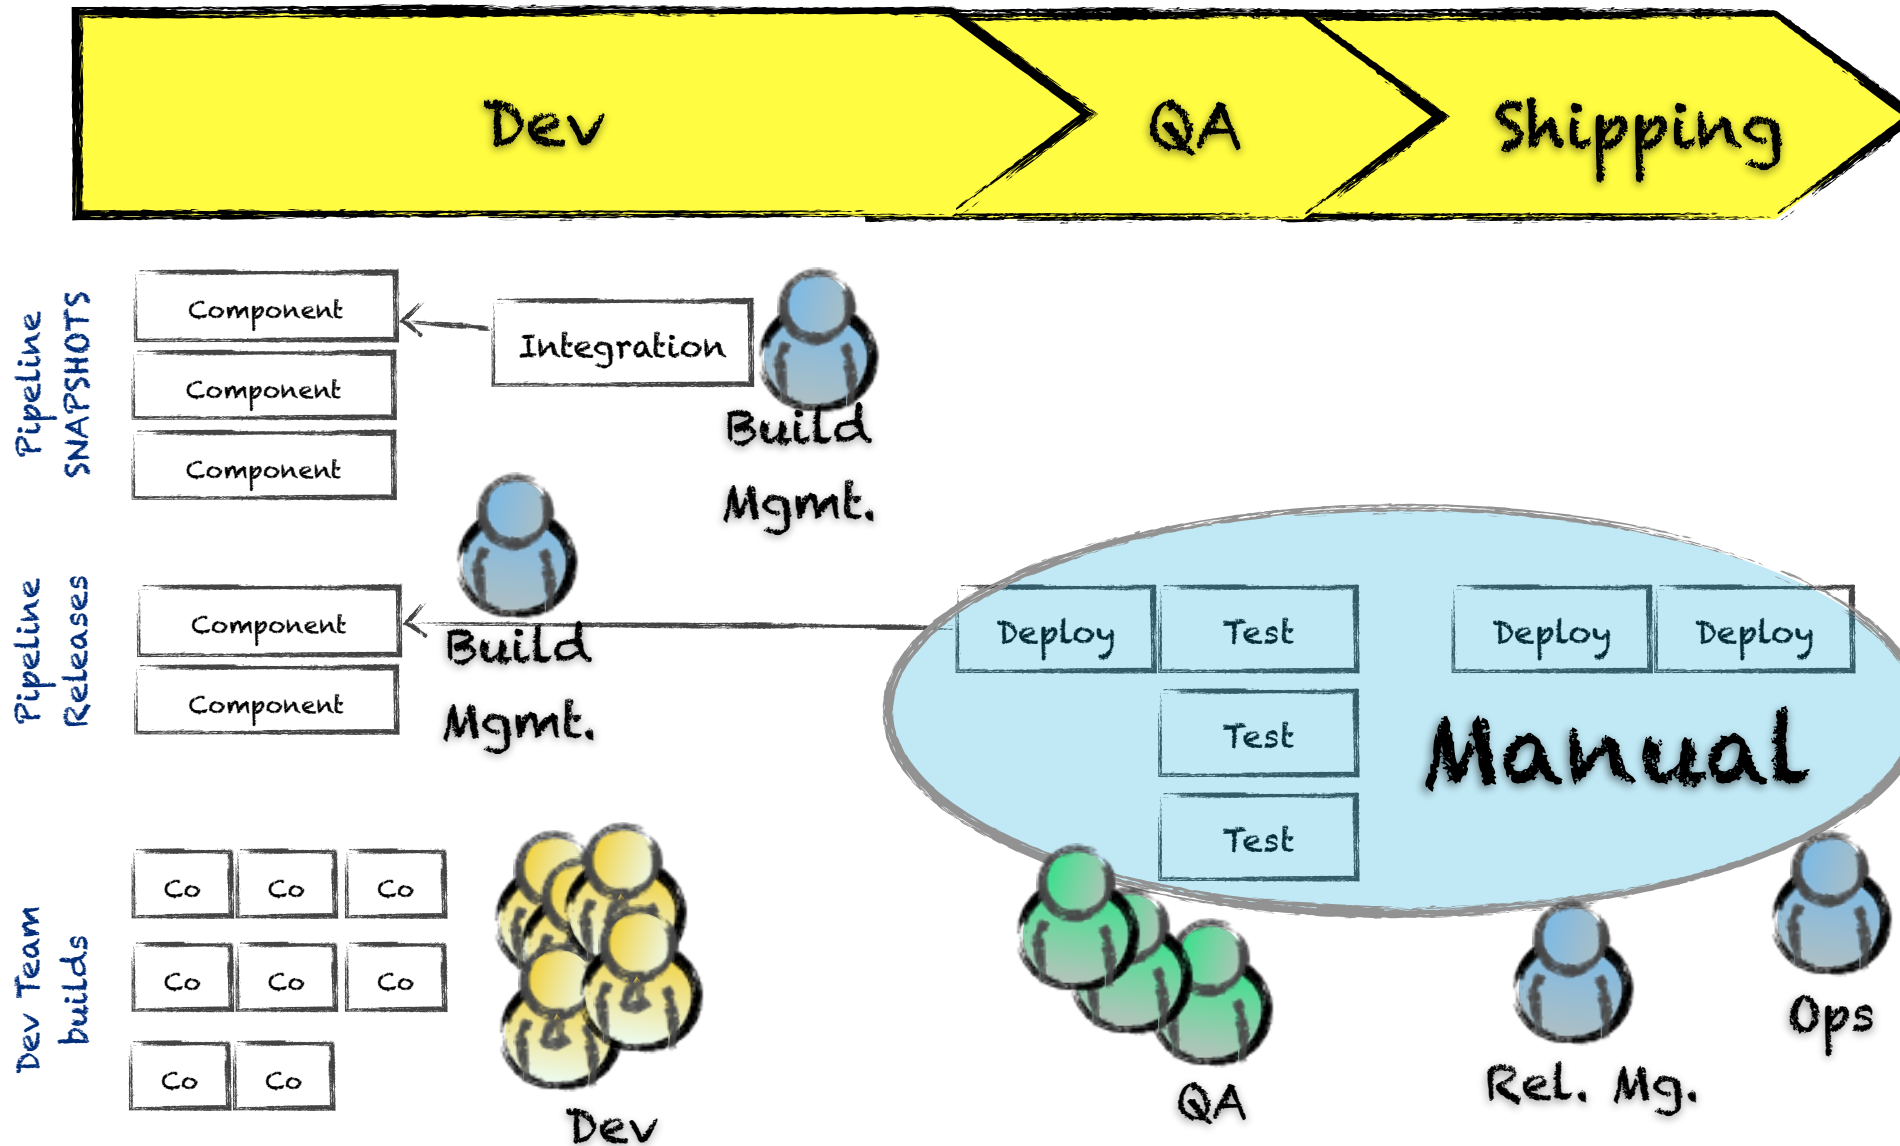 Dev
QA
Shipping
Pipeline
SNAPSHOTS
Component
Component
Component
Integration
Build
Mgmt.
Pipeline
Releases
Component
Component
Build
Mgmt.
Deploy
Test
Deploy
Deploy
Test
Manual
Test
Dev Team
builds
Co
Co
Co
Co
Co
Co
Co
Co
Dev
QA
Rel. Mg.
Ops